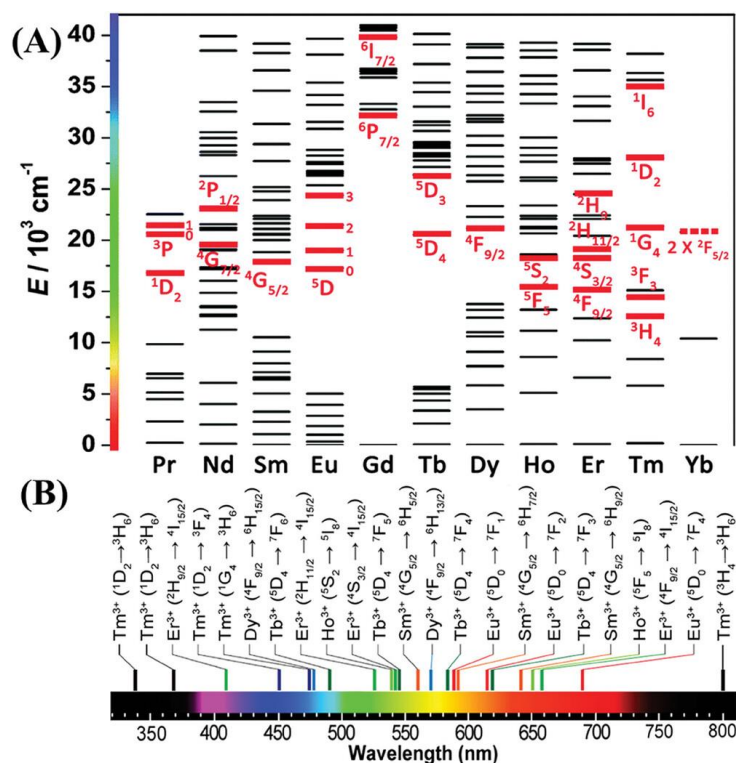 (A)
E / 10³ cm⁻¹
40
35
30
25
20
15
10
5
0
1
0
³P
¹D₂
²P₁/₂
⁴G₇/₂
⁴G₅/₂
3
2
1
0
⁵D
⁶I₇/₂
⁶P₇/₂
⁵D₃
⁵D₄
⁴F₉/₂
⁵S₂
⁵F₅
²H₉
²H₁₁/₂
⁴S₃/₂
⁴F₉/₂
¹I₆
¹D₂
¹G₄
³F₃
³H₄
2 X ²F₅/₂
Pr Nd Sm Eu Gd Tb Dy Ho Er Tm Yb
(B)
Tm³⁺ (¹D₂→³H₆)
Tm³⁺ (¹D₂→³H₆)
Er³⁺ (²H₉/₂ → ⁴I₁₅/₂)
Tm³⁺ (¹D₂ → ³F₄)
Tm³⁺ (¹G₄ → ³H₆)
Dy³⁺ (⁴F₉/₂ → ⁶H₁₅/₂)
Tb³⁺ (⁵D₄ → ⁷F₆)
Er³⁺ (²H₁₁/₂ → ⁴I₁₅/₂)
Ho³⁺ (⁵S₂ → ⁵I₈)
Er³⁺ (⁴S₃/₂ → ⁴I₁₅/₂)
Tb³⁺ (⁵D₄ → ⁷F₅)
Sm³⁺ (⁴G₅/₂ → ⁶H₅/₂)
Dy³⁺ (⁴F₉/₂ → ⁶H₁₃/₂)
Tb³⁺ (⁵D₄ → ⁷F₄)
Eu³⁺ (⁵D₀ → ⁷F₁)
Sm³⁺ (⁴G₅/₂ → ⁶H₇/₂)
Eu³⁺ (⁵D₀ → ⁷F₂)
Tb³⁺ (⁵D₄ → ⁷F₃)
Sm³⁺ (⁴G₅/₂ → ⁶H₉/₂)
Ho³⁺ (⁵F₅ → ⁵I₈)
Er³⁺ (⁴F₉/₂ → ⁴I₁₅/₂)
Eu³⁺ (⁵D₀ → ⁷F₄)
Tm³⁺ (³H₄→³H₆)
350 400 450 500 550 600 650 700 750 800
Wavelength (nm)